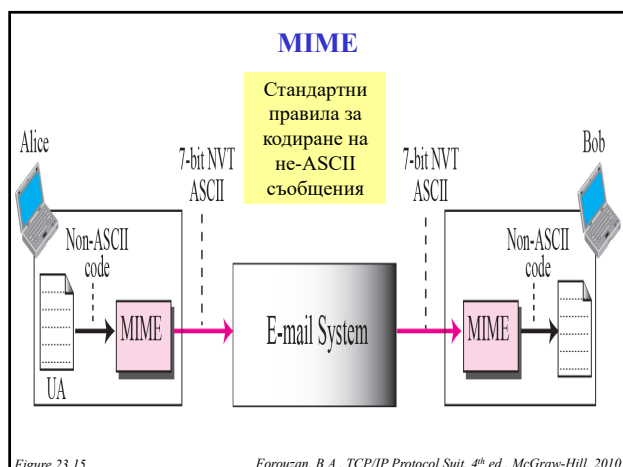 MIME
Стандартни
правила за
кодиране на
не-ASCII
съобщения
Alice
7-bit NVT
ASCII
7-bit NVT
ASCII
Bob
Non-ASCII
code
Non-ASCII
code
MIME
E-mail System
MIME
UA
Figure 23.15
Forouzan, B.A., TCP/IP Protocol Suit, 4th ed., McGraw-Hill, 2010